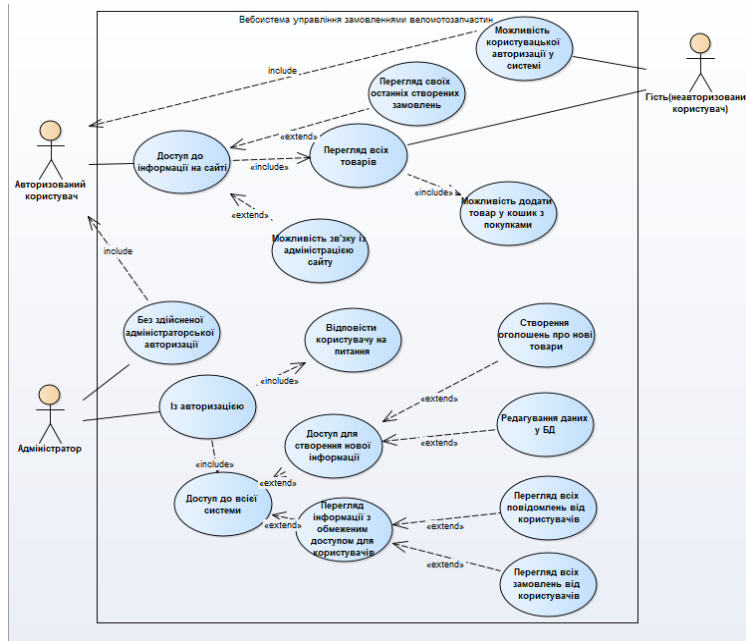 Вебсистема управління замовленнями веломотозапчастин
Можливість
користувацької
авторизації у
системі
include
Гість(неавторизовани
користувач)
Перегляд своїх
останніх створених
замовлень
«extend»
Перегляд всіх
товарів
Доступ до
інформації на сайті
«include»
Авторизований
користувач
«include»
Можливість додати
товар у кошик з
покупками
«extend»
Можливість зв'зку із
адміністрацією
сайту
include
Без здійсненої
адміністраторської
авторизації
Відповісти
користувачу на
питання
Створення
оголошень про нові
товари
«include»
Із авторизацією
«extend»
Адміністратор
Доступ для
створення нової
інформації
Редагування даних
у БД
«extend»
«include»
«extend»
Доступ до всієї
системи
Перегляд
інформації з
обмеженим
доступом для
користувачів
«extend»
Перегляд всіх
повідомлень від
користувачів
«extend»
«extend»
Перегляд всіх
замовлень від
користувачів